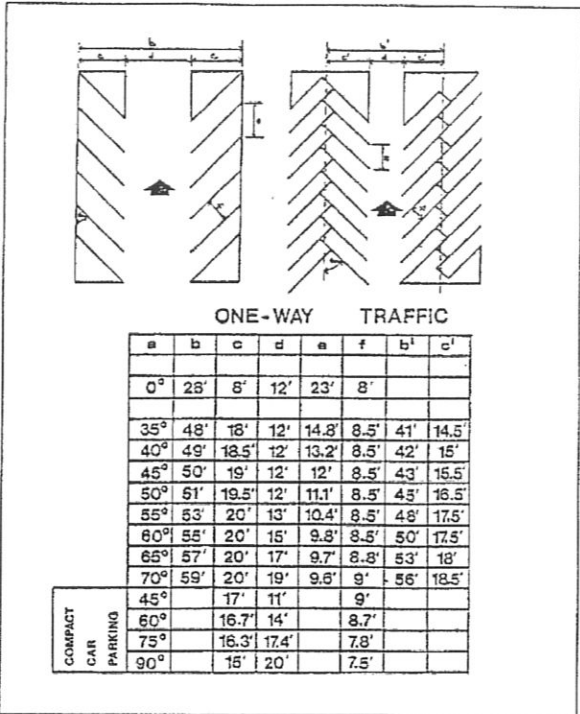 b b'
c d c c' d c'
ONE-WAY TRAFFIC
a b c d e f b¹ c¹
0° 28' 8' 12' 23' 8'
35° 48' 18' 12' 14.8' 8.5' 41' 14.5'
40° 49' 18.5' 12' 13.2' 8.5' 42' 15'
45° 50' 19' 12' 12' 8.5' 43' 15.5'
50° 51' 19.5' 12' 11.1' 8.5' 45' 16.5'
55° 53' 20' 13' 10.4' 8.5' 48' 17.5'
60° 55' 20' 15' 9.8' 8.5' 50' 17.5'
65° 57' 20' 17' 9.7' 8.8' 53' 18'
70° 59' 20' 19' 9.6' 9' 56' 18.5'
COMPACT
CAR
PARKING
45° 17' 11' 9'
60° 16.7' 14' 8.7'
75° 16.3' 17.4' 7.8'
90° 15' 20' 7.5'